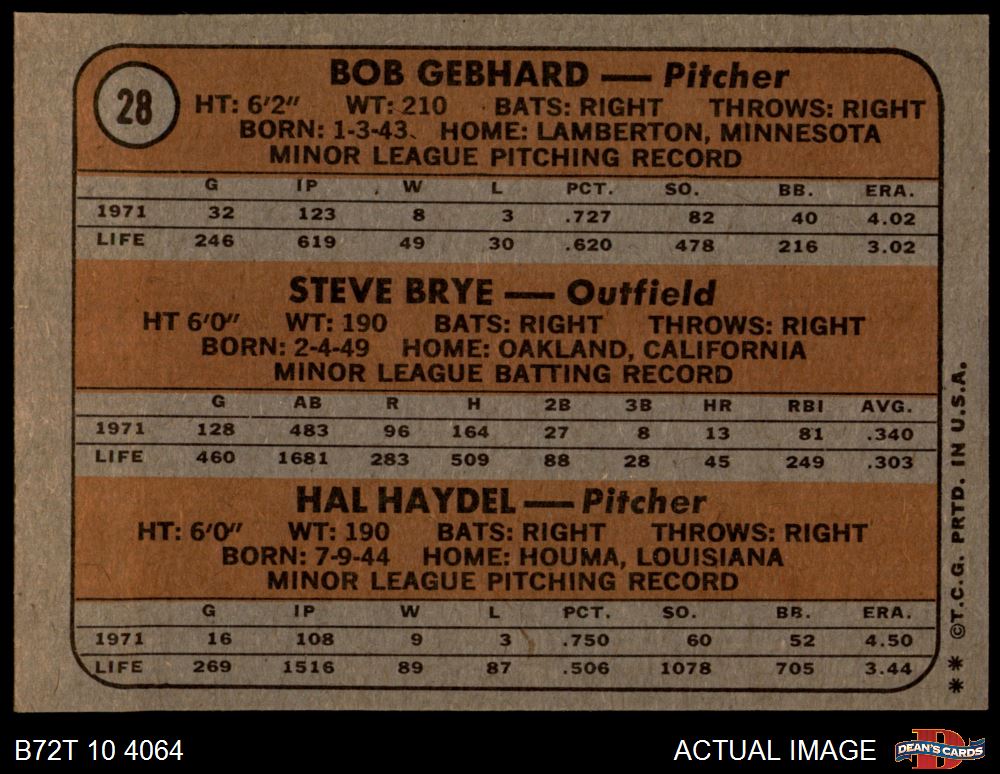 28
BOB GEBHARD — Pitcher
HT: 6'2" WT: 210 BATS: RIGHT THROWS: RIGHT
BORN: 1-3-43 HOME: LAMBERTON, MINNESOTA
MINOR LEAGUE PITCHING RECORD
G IP W L PCT. SO. BB. ERA.
1971 32 123 8 3 .727 82 40 4.02
LIFE 246 619 49 30 .620 478 216 3.02
STEVE BRYE — Outfield
HT 6'0" WT: 190 BATS: RIGHT THROWS: RIGHT
BORN: 2-4-49 HOME: OAKLAND, CALIFORNIA
MINOR LEAGUE BATTING RECORD
G AB R H 2B 3B HR RBI AVG.
1971 128 483 96 164 27 8 13 81 .340
LIFE 460 1681 283 509 88 28 45 249 .303
HAL HAYDEL — Pitcher
HT: 6'0" WT: 190 BATS: RIGHT THROWS: RIGHT
BORN: 7-9-44 HOME: HOUMA, LOUISIANA
MINOR LEAGUE PITCHING RECORD
G IP W L PCT. SO. BB. ERA.
1971 16 108 9 3 .750 60 52 4.50
LIFE 269 1516 89 87 .506 1078 705 3.44
** ©T.C.G. PRTD. IN U.S.A.
B72T 10 4064
ACTUAL IMAGE
D
DEAN'S CARDS